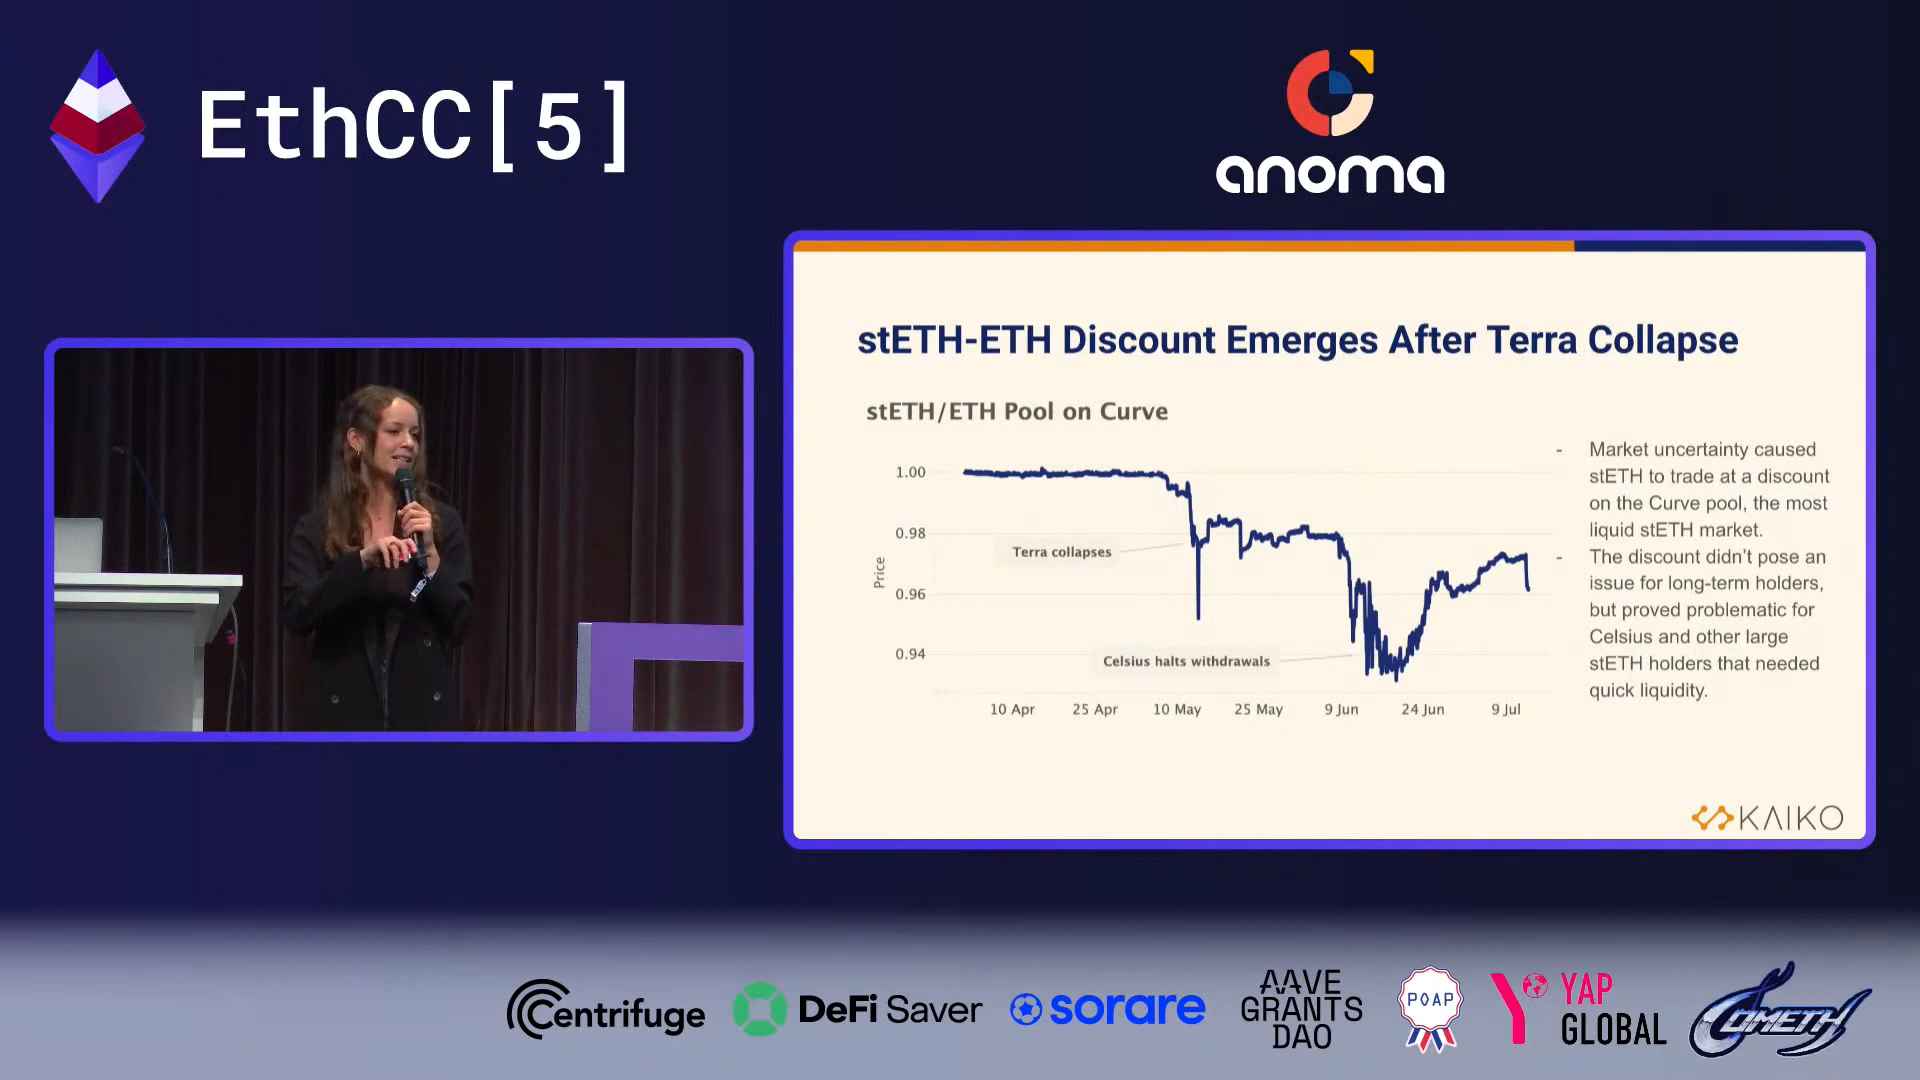 EthCC[5]
anoma
stETH-ETH Discount Emerges After Terra Collapse
stETH/ETH Pool on Curve
1.00
0.98
0.96
0.94
Price
Terra collapses
Celsius halts withdrawals
10 Apr
25 Apr
10 May
25 May
9 Jun
24 Jun
9 Jul
- Market uncertainty caused
stETH to trade at a discount
on the Curve pool, the most
liquid stETH market.
- The discount didn't pose an
issue for long-term holders,
but proved problematic for
Celsius and other large
stETH holders that needed
quick liquidity.
KAIKO
Centrifuge
DeFi Saver
sorare
AAVE
GRANTS
DAO
POAP
YAP
GLOBAL
COMETH